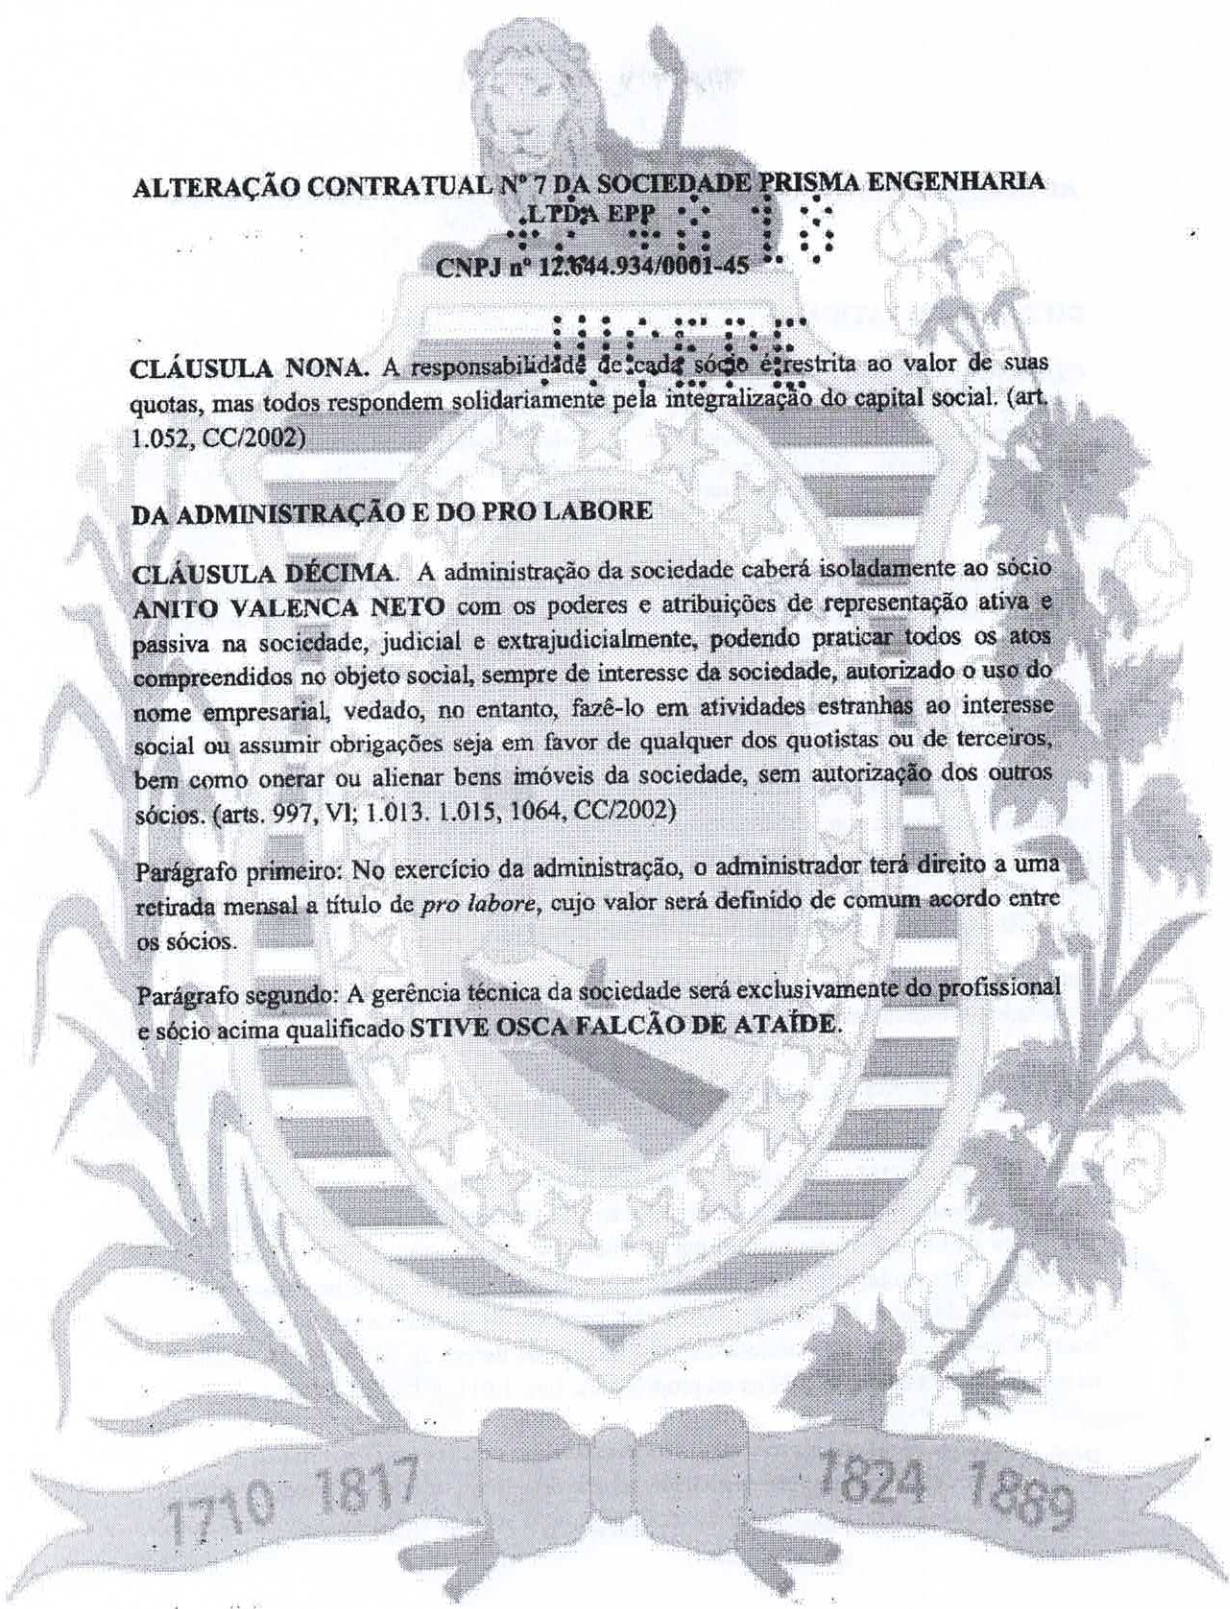 ALTERAÇÃO CONTRATUAL Nº 7 DA SOCIEDADE PRISMA ENGENHARIA
LTDA EPP
CNPJ nº 12.644.934/0001-45
CLÁUSULA NONA. A responsabilidade de cada sócio é restrita ao valor de suas
quotas, mas todos respondem solidariamente pela integralização do capital social. (art.
1.052, CC/2002)
DA ADMINISTRAÇÃO E DO PRO LABORE
CLÁUSULA DÉCIMA. A administração da sociedade caberá isoladamente ao sócio
ANITO VALENCA NETO com os poderes e atribuições de representação ativa e
passiva na sociedade, judicial e extrajudicialmente, podendo praticar todos os atos
compreendidos no objeto social, sempre de interesse da sociedade, autorizado o uso do
nome empresarial, vedado, no entanto, fazê-lo em atividades estranhas ao interesse
social ou assumir obrigações seja em favor de qualquer dos quotistas ou de terceiros,
bem como onerar ou alienar bens imóveis da sociedade, sem autorização dos outros
sócios. (arts. 997, VI; 1.013. 1.015, 1064, CC/2002)
Parágrafo primeiro: No exercício da administração, o administrador terá direito a uma
retirada mensal a título de pro labore, cujo valor será definido de comum acordo entre
os sócios.
Parágrafo segundo: A gerência técnica da sociedade será exclusivamente do profissional
e sócio acima qualificado STIVE OSCA FALCÃO DE ATAÍDE.
1710 1817 1824 1889